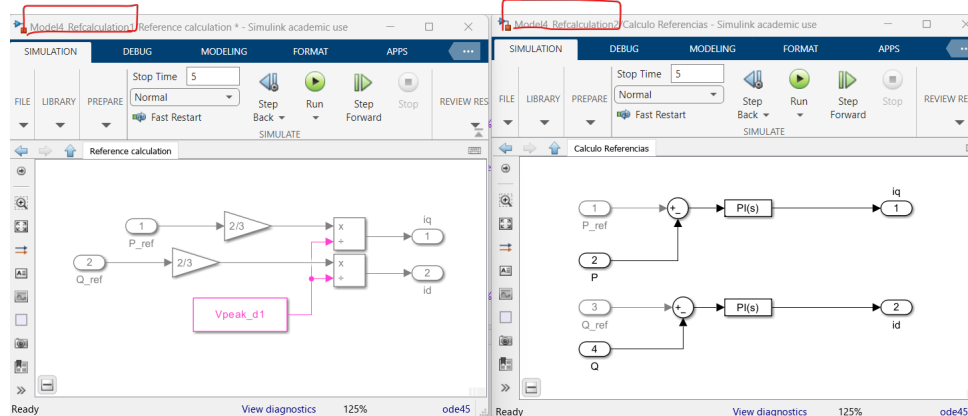 Model4_Refcalculation1/Reference calculation * - Simulink academic use
SIMULATION DEBUG MODELING FORMAT APPS
FILE LIBRARY PREPARE
Stop Time 5
Normal
Fast Restart
Step Back
Run
Step Forward
Stop
REVIEW RES
SIMULATE
Reference calculation
1
P_ref
2/3
x
÷
iq
1
2
Q_ref
2/3
x
÷
2
id
Vpeak_d1
Ready View diagnostics 125% ode45
Model4_Refcalculation2/Calculo Referencias - Simulink academic use
SIMULATION DEBUG MODELING FORMAT APPS
FILE LIBRARY PREPARE
Stop Time 5
Normal
Fast Restart
Step Back
Run
Step Forward
Stop
REVIEW RE
SIMULATE
Calculo Referencias
1
P_ref
PI(s)
iq
1
2
P
3
Q_ref
PI(s)
2
id
4
Q
Ready View diagnostics 125% ode45